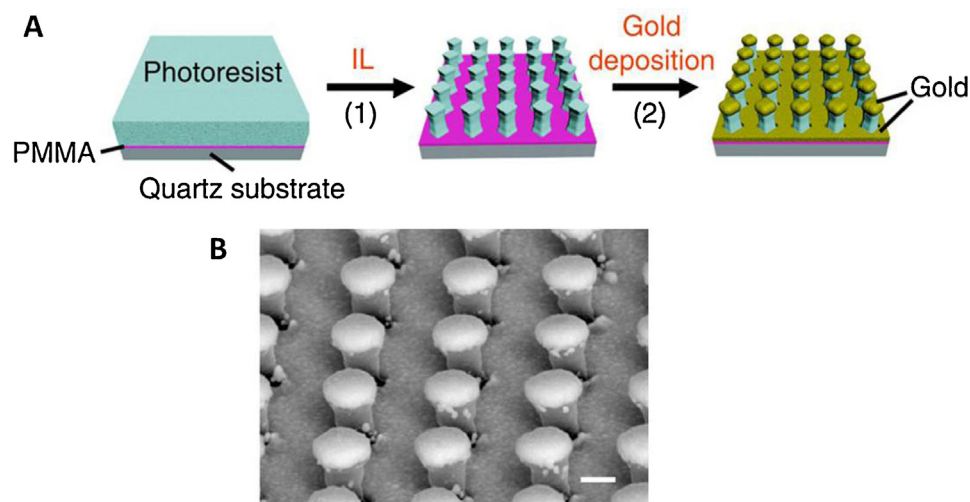 A
Photoresist
PMMA
Quartz substrate
IL
(1)
Gold
deposition
(2)
Gold
B